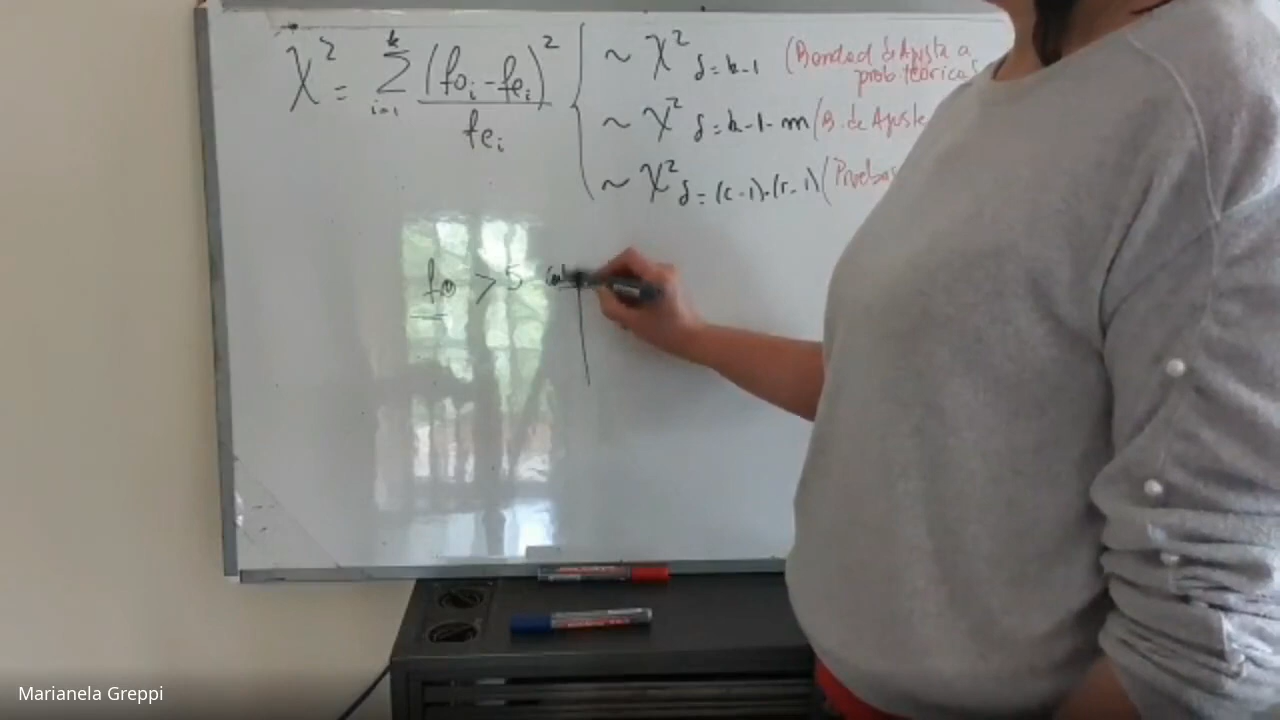 χ² = Σ (fo_i - fe_i)² / fe_i
k
i=1
~ χ² δ=k-1 (Bondad de Ajuste a
prob. teóricas
~ χ² δ=k-1-m (B. de Ajuste
~ χ² δ=(c-1).(r-1) (Pruebas
fo > 5
Marianela Greppi